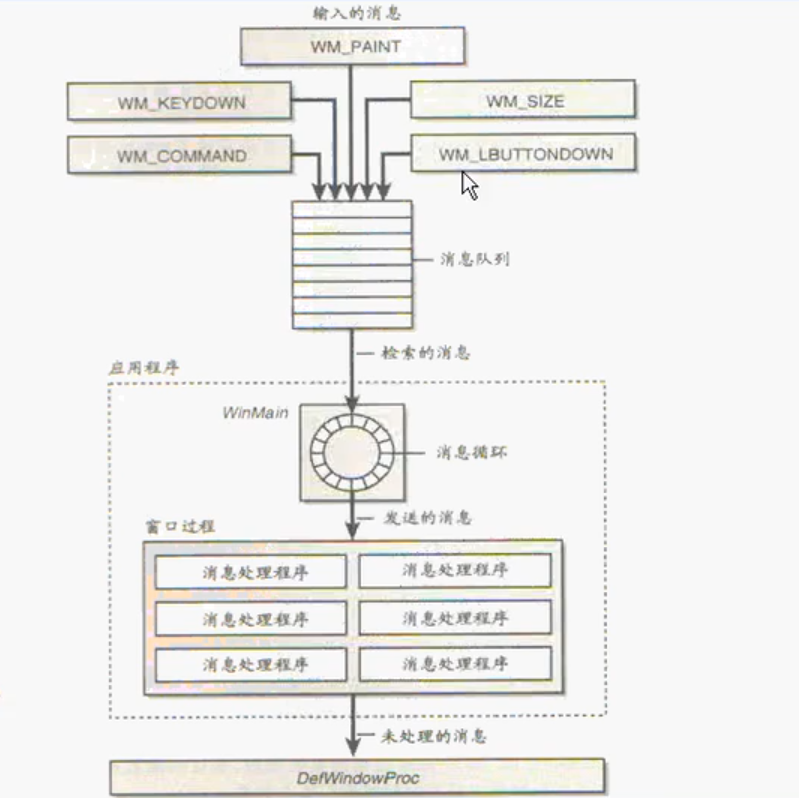 输入的消息
WM_PAINT
WM_KEYDOWN
WM_SIZE
WM_COMMAND
WM_LBUTTONDOWN
消息队列
检索的消息
应用程序
WinMain
消息循环
发送的消息
窗口过程
消息处理程序
消息处理程序
消息处理程序
消息处理程序
消息处理程序
消息处理程序
未处理的消息
DefWindowProc